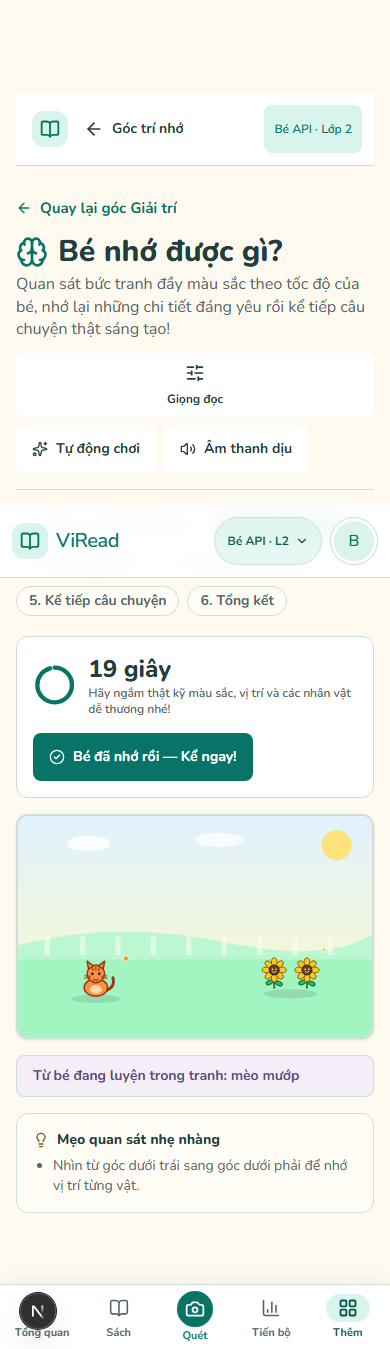 Góc trí nhớ
Bé API · Lớp 2
Quay lại góc Giải trí
Bé nhớ được gì?
Quan sát bức tranh đầy màu sắc theo tốc độ của
bé, nhớ lại những chi tiết đáng yêu rồi kể tiếp câu
chuyện thật sáng tạo!
Giọng đọc
Tự động chơi
Âm thanh dịu
ViRead
Bé API · L2
B
5. Kể tiếp câu chuyện
6. Tổng kết
19 giây
Hãy ngắm thật kỹ màu sắc, vị trí và các nhân vật
dễ thương nhé!
Bé đã nhớ rồi — Kể ngay!
Từ bé đang luyện trong tranh: mèo mướp
Mẹo quan sát nhẹ nhàng
Nhìn từ góc dưới trái sang góc dưới phải để nhớ
vị trí từng vật.
N
Tổng quan
Sách
Quét
Tiến bộ
Thêm